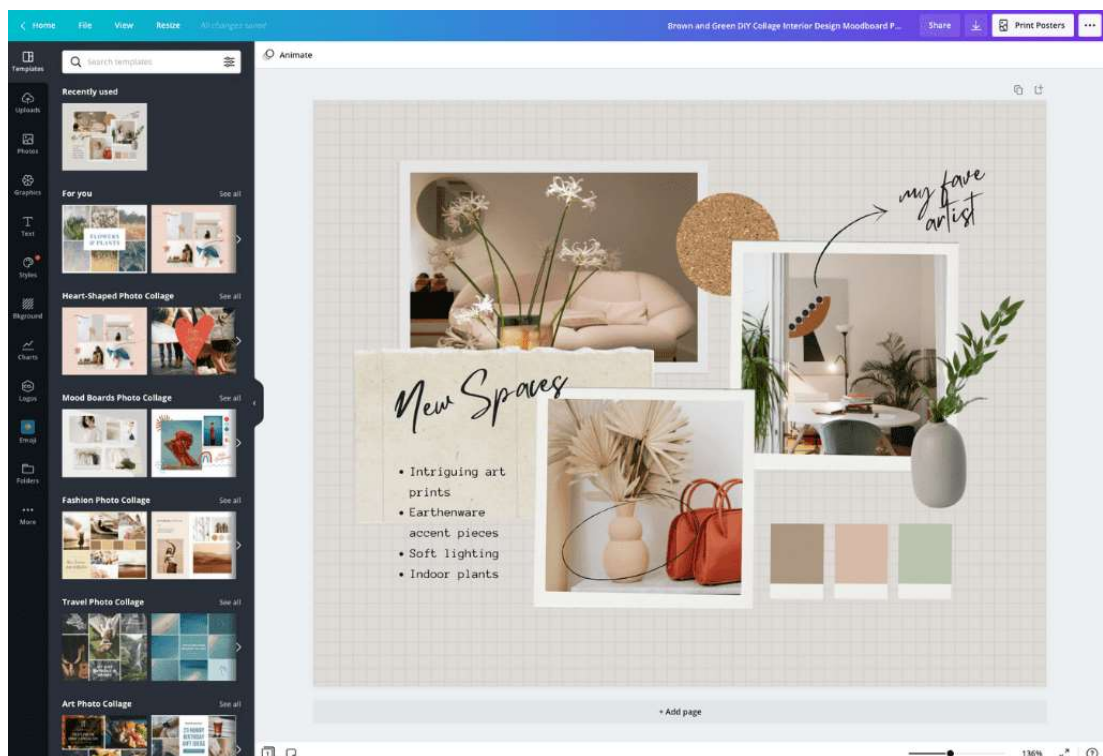 Home
File
View
Resize
All changes saved
Brown and Green DIY Collage Interior Design Moodboard P...
Share
Print Posters
Templates
Search templates
Animate
Uploads
Photos
Graphics
Text
Styles
Bkground
Charts
Logos
Emoji
Folders
More
Recently used
For you
See all
FLOWERS
& PLANTS
Heart-Shaped Photo Collage
See all
Mood Boards Photo Collage
See all
Fashion Photo Collage
See all
Travel Photo Collage
See all
Art Photo Collage
See all
my fave
artist
New Spaces
• Intriguing art
prints
• Earthenware
accent pieces
• Soft lighting
• Indoor plants
+ Add page
1
136%